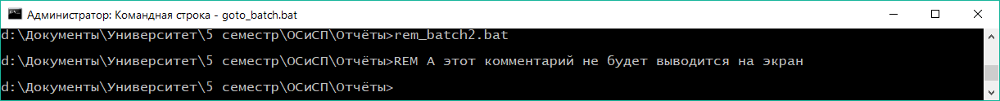 Администратор: Командная строка - goto_batch.bat
d:\Документы\Университет\5 семестр\ОСиСП\Отчёты>rem_batch2.bat
d:\Документы\Университет\5 семестр\ОСиСП\Отчёты>REM А этот комментарий не будет выводится на экран
d:\Документы\Университет\5 семестр\ОСиСП\Отчёты>